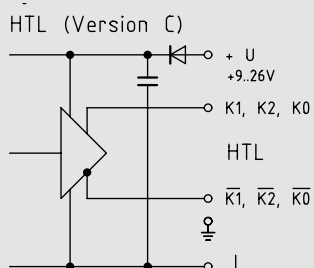 HTL (Version C)
+ U
+9..26V
K1, K2, K0
HTL
K̅1̅, K̅2̅, K̅0̅